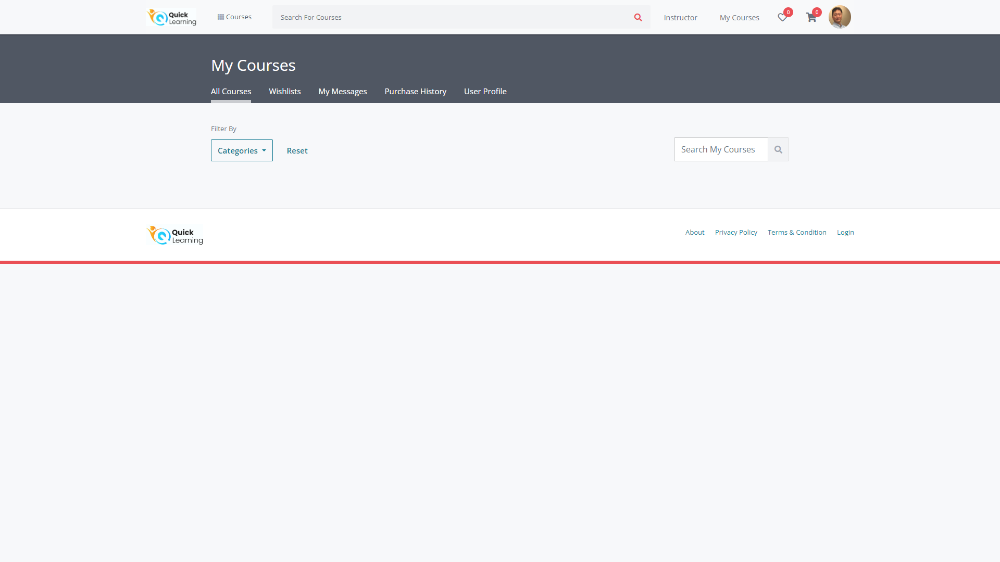 Quick
Learning
Courses
Search For Courses
Instructor
My Courses
0
0
My Courses
All Courses
Wishlists
My Messages
Purchase History
User Profile
Filter By
Categories
Reset
Search My Courses
Quick
Learning
About
Privacy Policy
Terms & Condition
Login